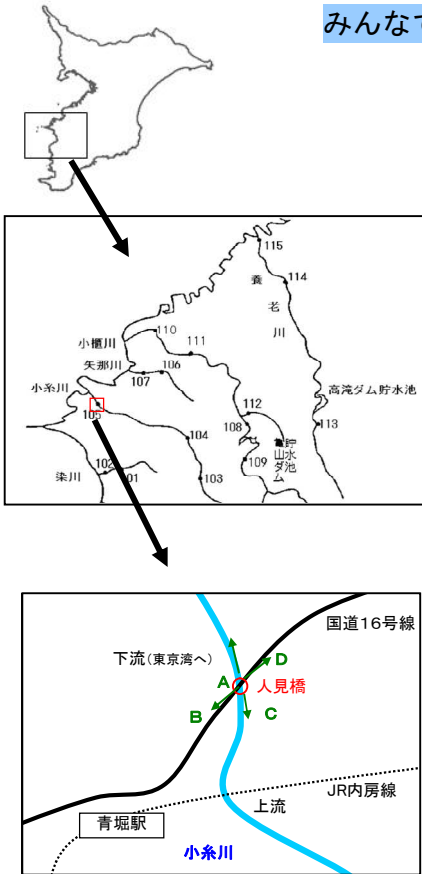 みんなで
115
養老川
114
小櫃川
110
111
矢那川
106
107
小糸川
高滝ダム貯水池
105
112
104
108
113
貯水池
亀山ダム
109
102
101
103
染川
国道16号線
下流(東京湾へ)
D
A
人見橋
B
C
JR内房線
上流
青堀駅
小糸川